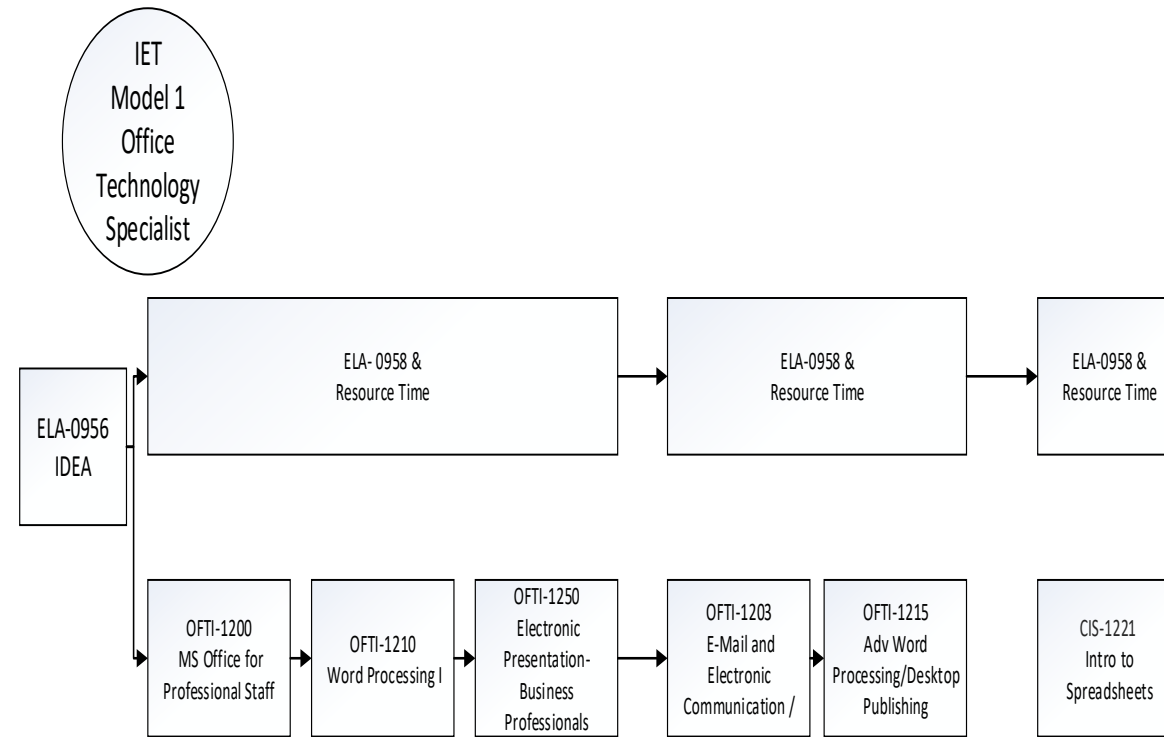 IET
Model 1
Office
Technology
Specialist
ELA- 0958 &
Resource Time
ELA-0958 &
Resource Time
ELA-0958 &
Resource Time
ELA-0956
IDEA
OFTI-1200
MS Office for
Professional Staff
OFTI-1210
Word Processing I
OFTI-1250
Electronic
Presentation-
Business
Professionals
OFTI-1203
E-Mail and
Electronic
Communication /
OFTI-1215
Adv Word
Processing/Desktop
Publishing
CIS-1221
Intro to
Spreadsheets